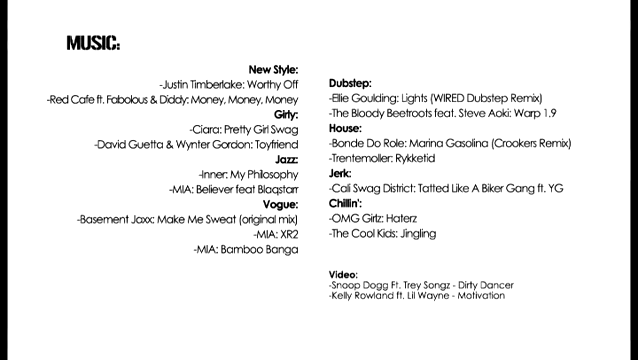 MUSIC:
New Style:
-Justin Timberlake: Worthy Off
-Red Cafe ft. Fabolous & Diddy: Money, Money, Money
Girly:
-Ciara: Pretty Girl Swag
-David Guetta & Wynter Gordon: Toyfriend
Jazz:
-Inner: My Philosophy
-MIA: Believer feat Blaqstarr
Vogue:
-Basement Jaxx: Make Me Sweat (original mix)
-MIA: XR2
-MIA: Bamboo Banga
Dubstep:
-Ellie Goulding: Lights (WIRED Dubstep Remix)
-The Bloody Beetroots feat. Steve Aoki: Warp 1.9
House:
-Bonde Do Role: Marina Gasolina (Crookers Remix)
-Trentemoller: Rykketid
Jerk:
-Cali Swag District: Tatted Like A Biker Gang ft. YG
Chillin':
-OMG Girlz: Haterz
-The Cool Kids: Jingling
Video:
-Snoop Dogg Ft. Trey Songz - Dirty Dancer
-Kelly Rowland ft. Lil Wayne - Motivation